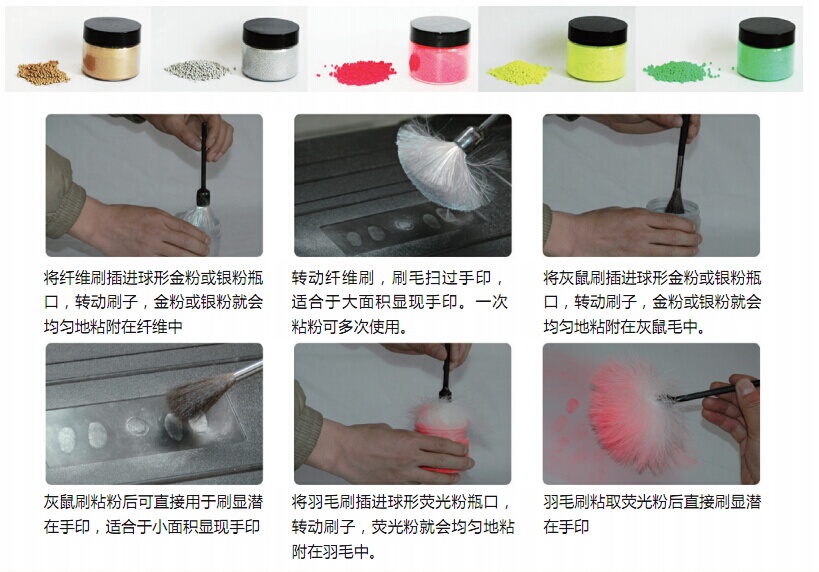 将纤维刷插进球形金粉或银粉瓶
口，转动刷子，金粉或银粉就会
均匀地粘附在纤维中
转动纤维刷，刷毛扫过手印，
适合于大面积显现手印。一次
粘粉可多次使用。
将灰鼠刷插进球形金粉或银粉瓶
口，转动刷子，金粉或银粉就会
均匀地粘附在灰鼠毛中。
灰鼠刷粘粉后可直接用于刷显潜
在手印，适合于小面积显现手印
将羽毛刷插进球形荧光粉瓶口，
转动刷子，荧光粉就会均匀地粘
附在羽毛中。
羽毛刷粘取荧光粉后直接刷显潜
在手印